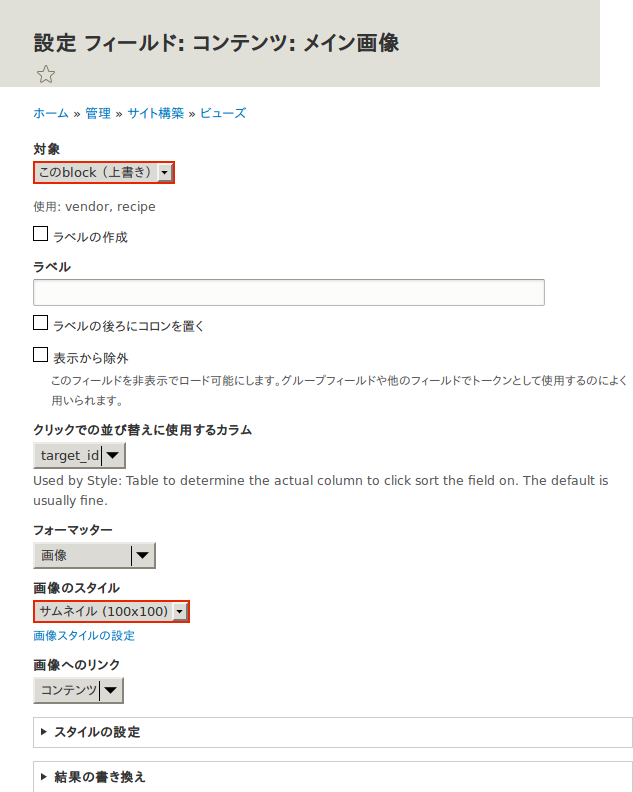 設定 フィールド: コンテンツ: メイン画像
ホーム » 管理 » サイト構築 » ビューズ
対象
このblock（上書き）
使用: vendor, recipe
ラベルの作成
ラベル
ラベルの後ろにコロンを置く
表示から除外
このフィールドを非表示でロード可能にします。グループフィールドや他のフィールドでトークンとして使用するのによく
用いられます。
クリックでの並び替えに使用するカラム
target_id
Used by Style: Table to determine the actual column to click sort the field on. The default is
usually fine.
フォーマッター
画像
画像のスタイル
サムネイル (100x100)
画像スタイルの設定
画像へのリンク
コンテンツ
スタイルの設定
結果の書き換え